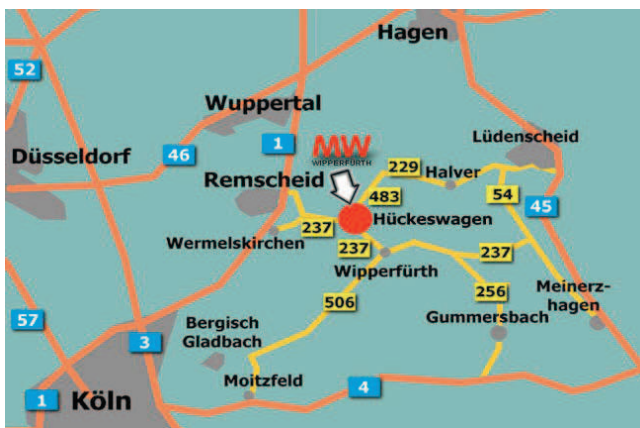 Hagen
52
Wuppertal
1
MW
WIPPERFÜRTH
Lüdenscheid
Düsseldorf
46
229
Halver
Remscheid
483
54
45
237
Hückeswagen
Wermelskirchen
237
237
Wipperfürth
506
256
Meinerz-
hagen
57
3
Bergisch
Gladbach
Gummersbach
Moitzfeld
4
1
Köln